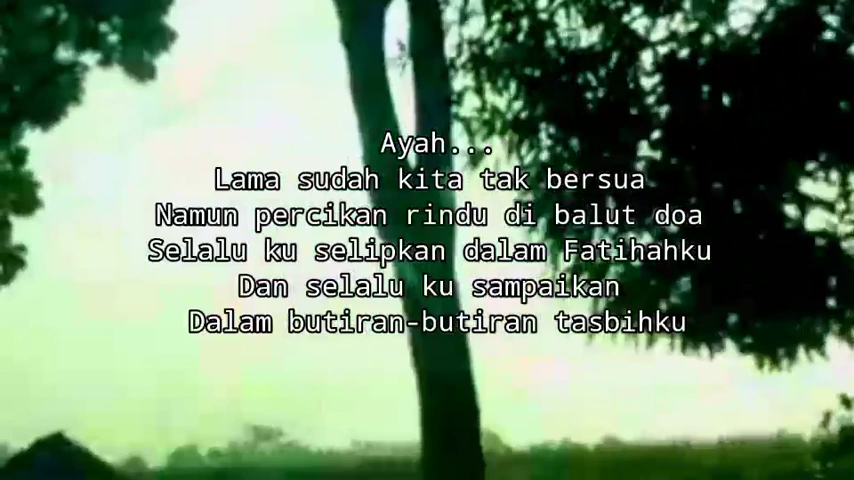 Ayah...
Lama sudah kita tak bersua
Namun percikan rindu di balut doa
Selalu ku selipkan dalam Fatihahku
Dan selalu ku sampaikan
Dalam butiran-butiran tasbihku